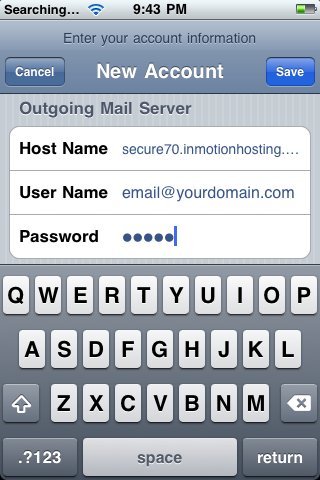 Searching... 9:43 PM
Enter your account information
Cancel New Account Save
Outgoing Mail Server
Host Name secure70.inmotionhosting....
User Name email@yourdomain.com
Password •••••
Q W E R T Y U I O P
A S D F G H J K L
Z X C V B N M
.?123 space return